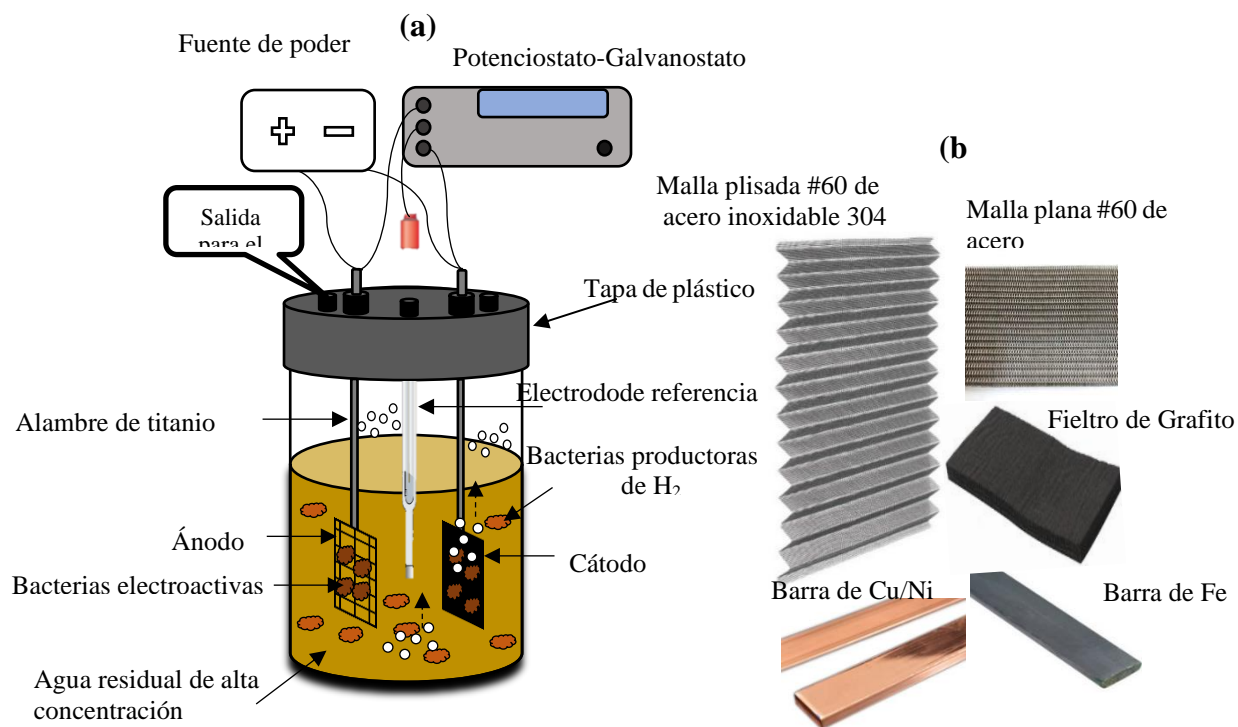 (a)
Fuente de poder
Potenciostato-Galvanostato
Salida
para el
Tapa de plástico
Electrodode referencia
Alambre de titanio
Bacterias productoras
de H2
Ánodo
Cátodo
Bacterias electroactivas
Agua residual de alta
concentración
(b
Malla plisada #60 de
acero inoxidable 304
Malla plana #60 de
acero
Fieltro de Grafito
Barra de Cu/Ni
Barra de Fe